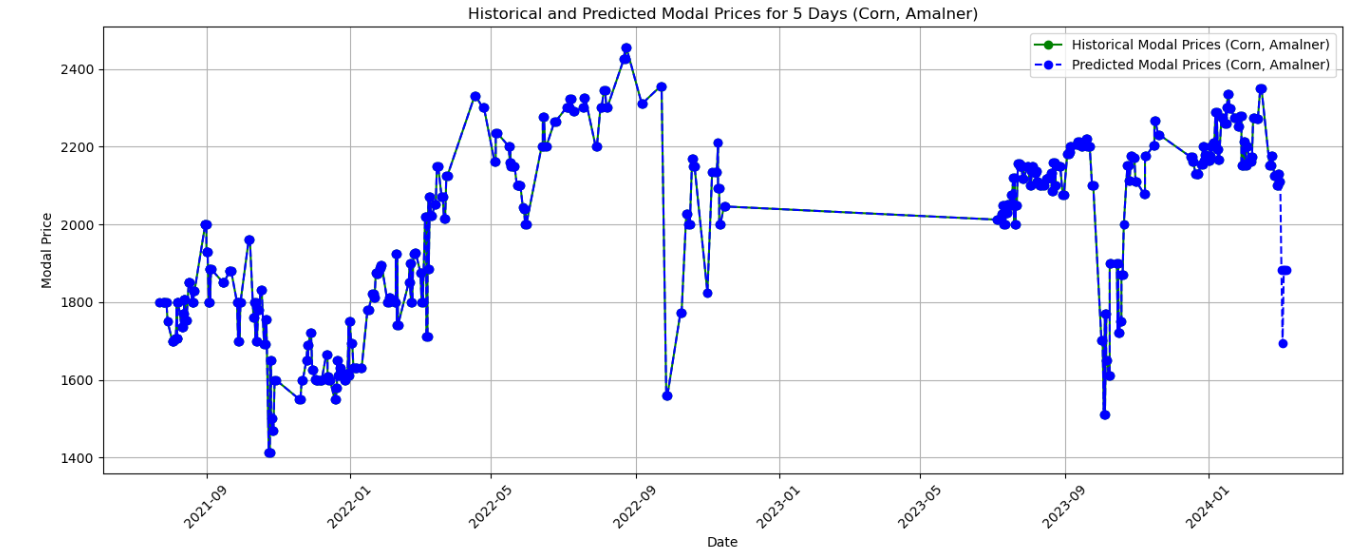 Historical and Predicted Modal Prices for 5 Days (Corn, Amalner)
Historical Modal Prices (Corn, Amalner)
Predicted Modal Prices (Corn, Amalner)
Modal Price
2400
2200
2000
1800
1600
1400
2021-09
2022-01
2022-05
2022-09
2023-01
2023-05
2023-09
2024-01
Date